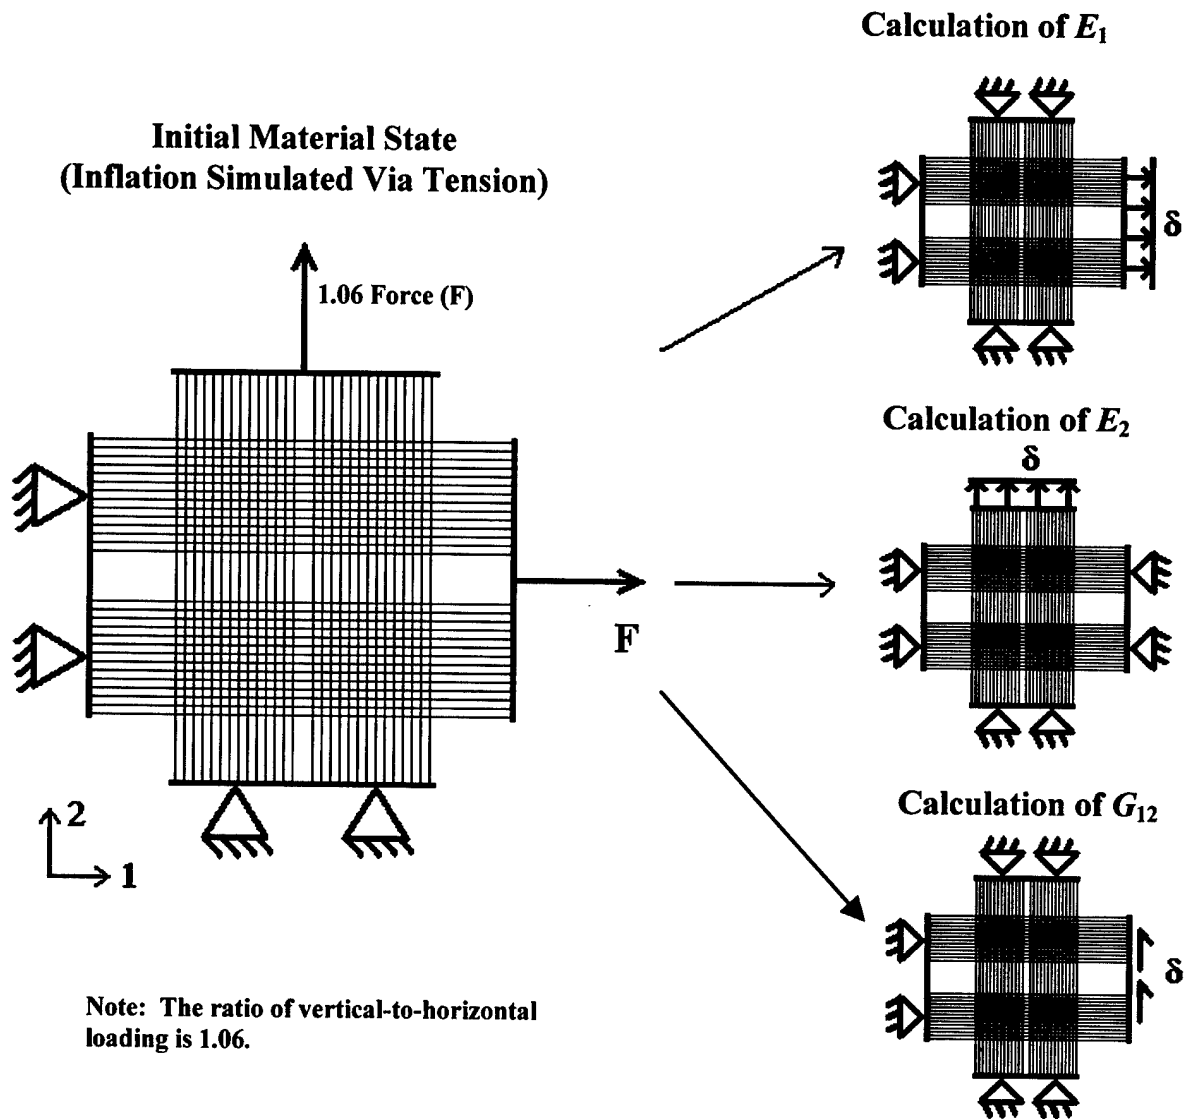 Calculation of E1
Initial Material State
(Inflation Simulated Via Tension)
δ
1.06 Force (F)
Calculation of E2
δ
F
Calculation of G12
2
1
δ
Note: The ratio of vertical-to-horizontal
loading is 1.06.